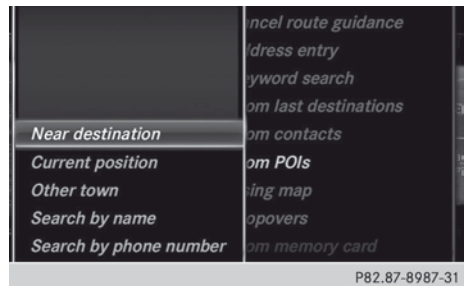 ncel route guidance
dress entry
yword search
om last destinations
Near destination
om contacts
Current position
om POIs
Other town
sing map
Search by name
opovers
Search by phone number
om memory card
P82.87-8987-31